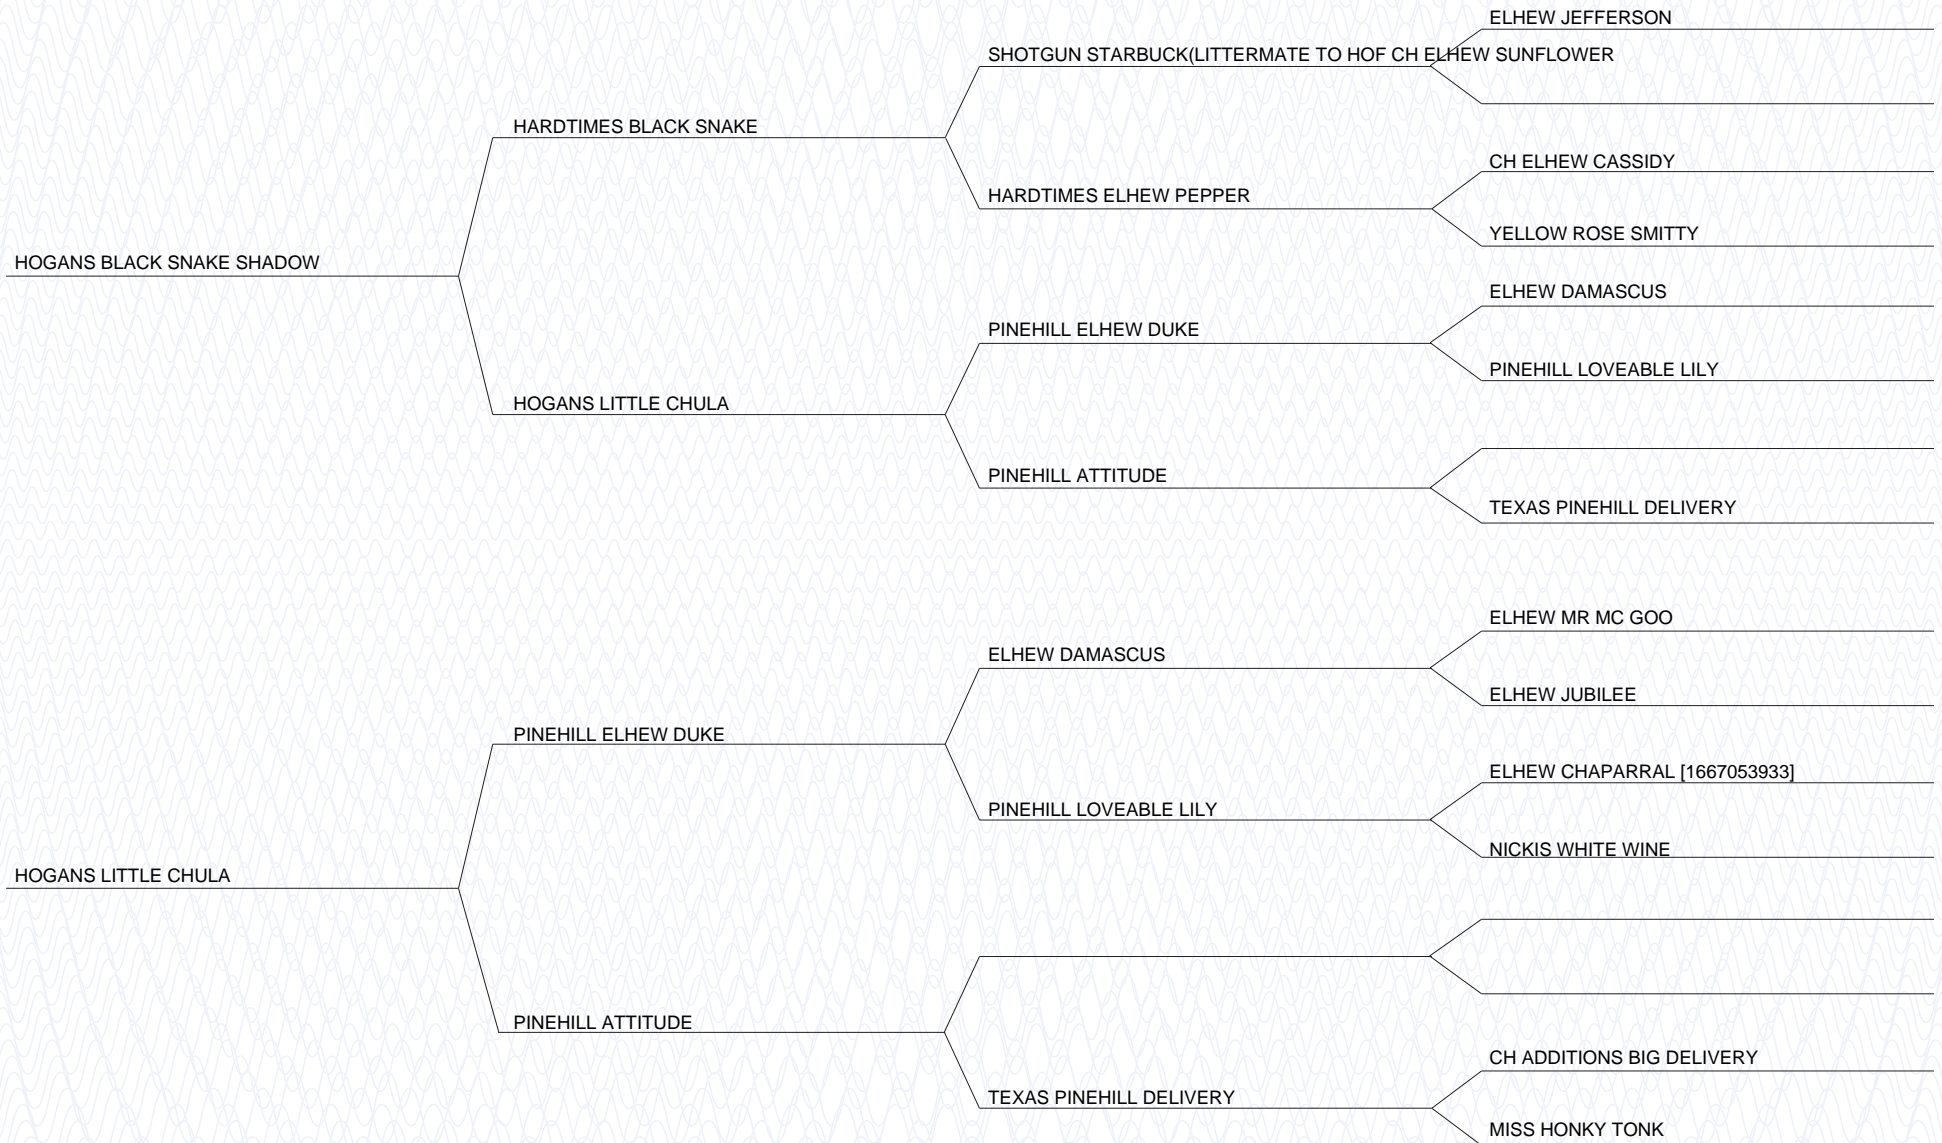 ELHEW JEFFERSON
SHOTGUN STARBUCK(LITTERMATE TO HOF CH ELHEW SUNFLOWER
HARDTIMES BLACK SNAKE
CH ELHEW CASSIDY
HARDTIMES ELHEW PEPPER
YELLOW ROSE SMITTY
HOGANS BLACK SNAKE SHADOW
ELHEW DAMASCUS
PINEHILL ELHEW DUKE
PINEHILL LOVEABLE LILY
HOGANS LITTLE CHULA
PINEHILL ATTITUDE
TEXAS PINEHILL DELIVERY
ELHEW MR MC GOO
ELHEW DAMASCUS
ELHEW JUBILEE
PINEHILL ELHEW DUKE
ELHEW CHAPARRAL [1667053933]
PINEHILL LOVEABLE LILY
NICKIS WHITE WINE
HOGANS LITTLE CHULA
PINEHILL ATTITUDE
CH ADDITIONS BIG DELIVERY
TEXAS PINEHILL DELIVERY
MISS HONKY TONK